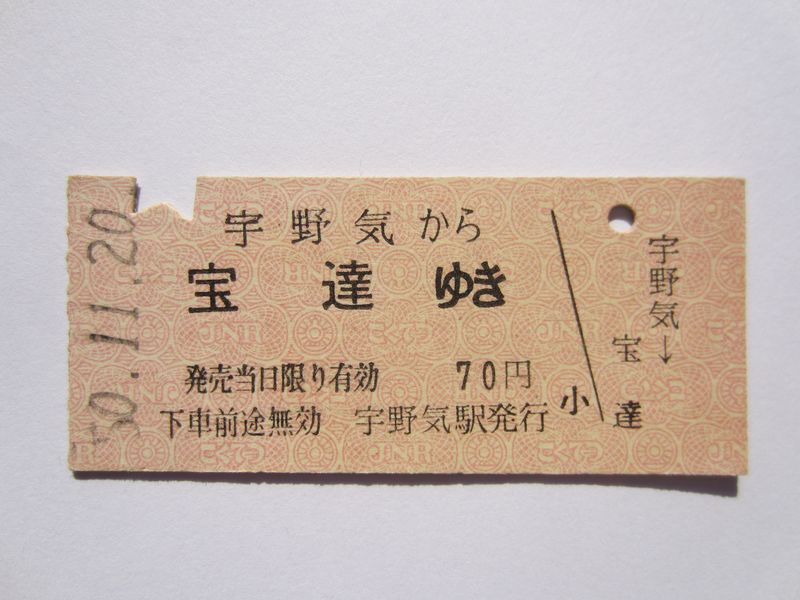 50.11.20
宇野気から
宝達ゆき
発売当日限り有効 70円
下車前途無効 宇野気駅発行
小
宇野気→
宝達